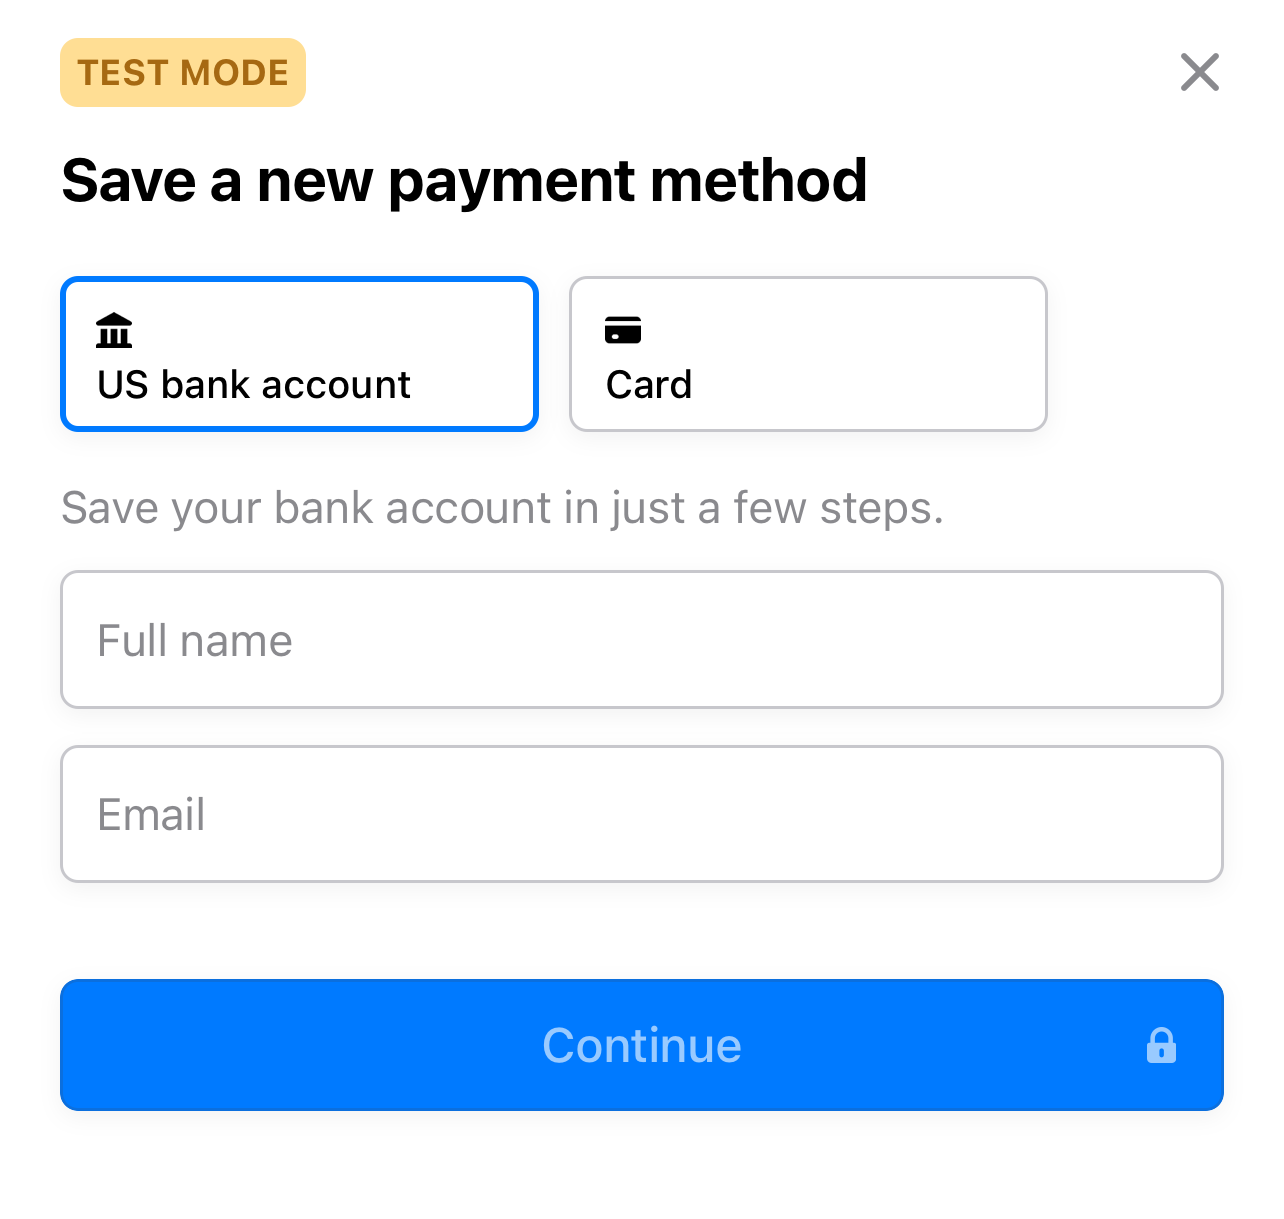 TEST MODE
Save a new payment method
US bank account
Card
Save your bank account in just a few steps.
Full name
Email
Continue